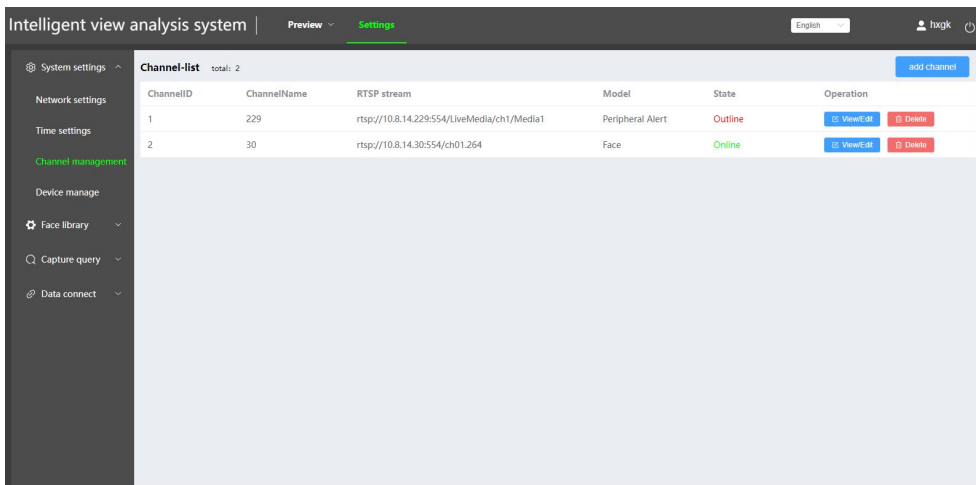 Intelligent view analysis system | Preview Settings English hxgk
System settings
Network settings
Time settings
Channel management
Device manage
Face library
Capture query
Data connect
Channel-list total: 2 add channel
ChannelID ChannelName RTSP stream Model State Operation
1 229 rtsp://10.8.14.229:554/LiveMedia/ch1/Media1 Peripheral Alert Outline View/Edit Delete
2 30 rtsp://10.8.14.30:554/ch01.264 Face Online View/Edit Delete